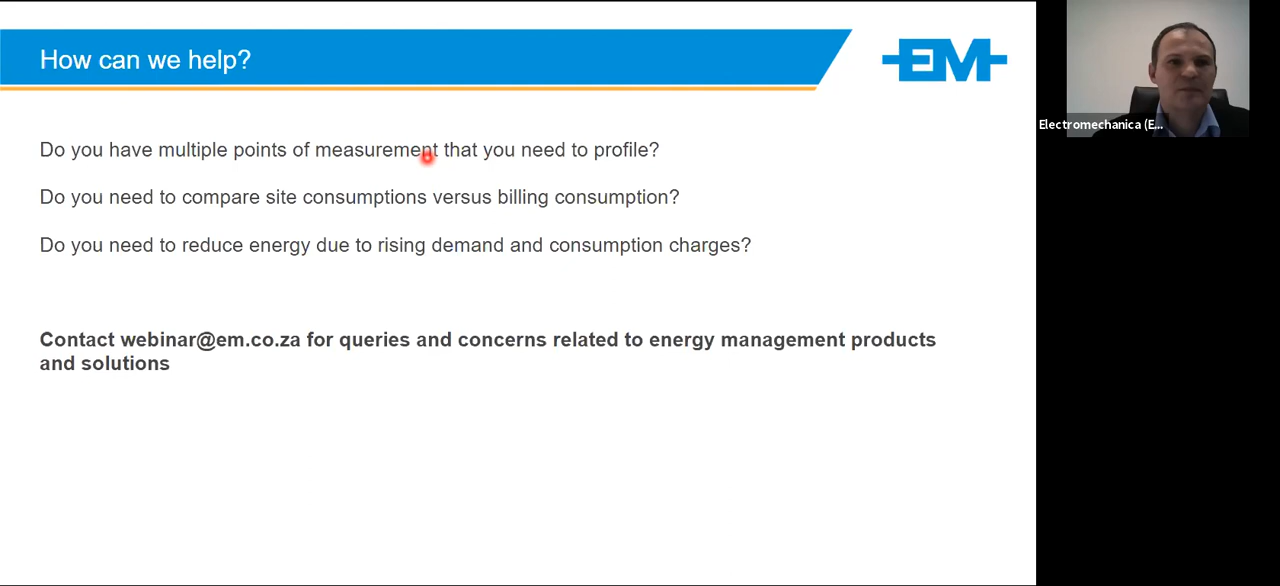 How can we help?
EM
Electromechanica (E...
Do you have multiple points of measurement that you need to profile?
Do you need to compare site consumptions versus billing consumption?
Do you need to reduce energy due to rising demand and consumption charges?
Contact webinar@em.co.za for queries and concerns related to energy management products
and solutions